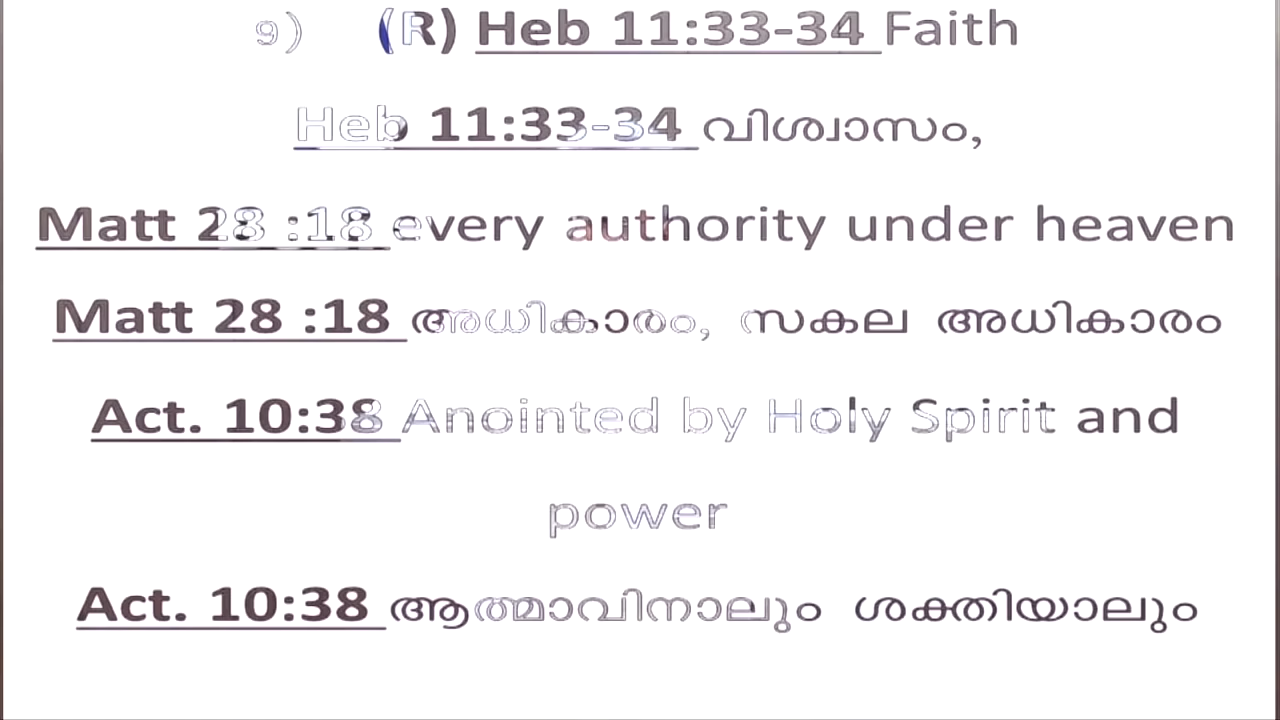 9) (R) Heb 11:33-34 Faith
Heb 11:33-34 വിശ്വാസം,
Matt 28 :18 every authority under heaven
Matt 28 :18 അധികാരം, സകല അധികാരം
Act. 10:38 Anointed by Holy Spirit and
power
Act. 10:38 ആത്മാവിനാലും ശക്തിയാലും